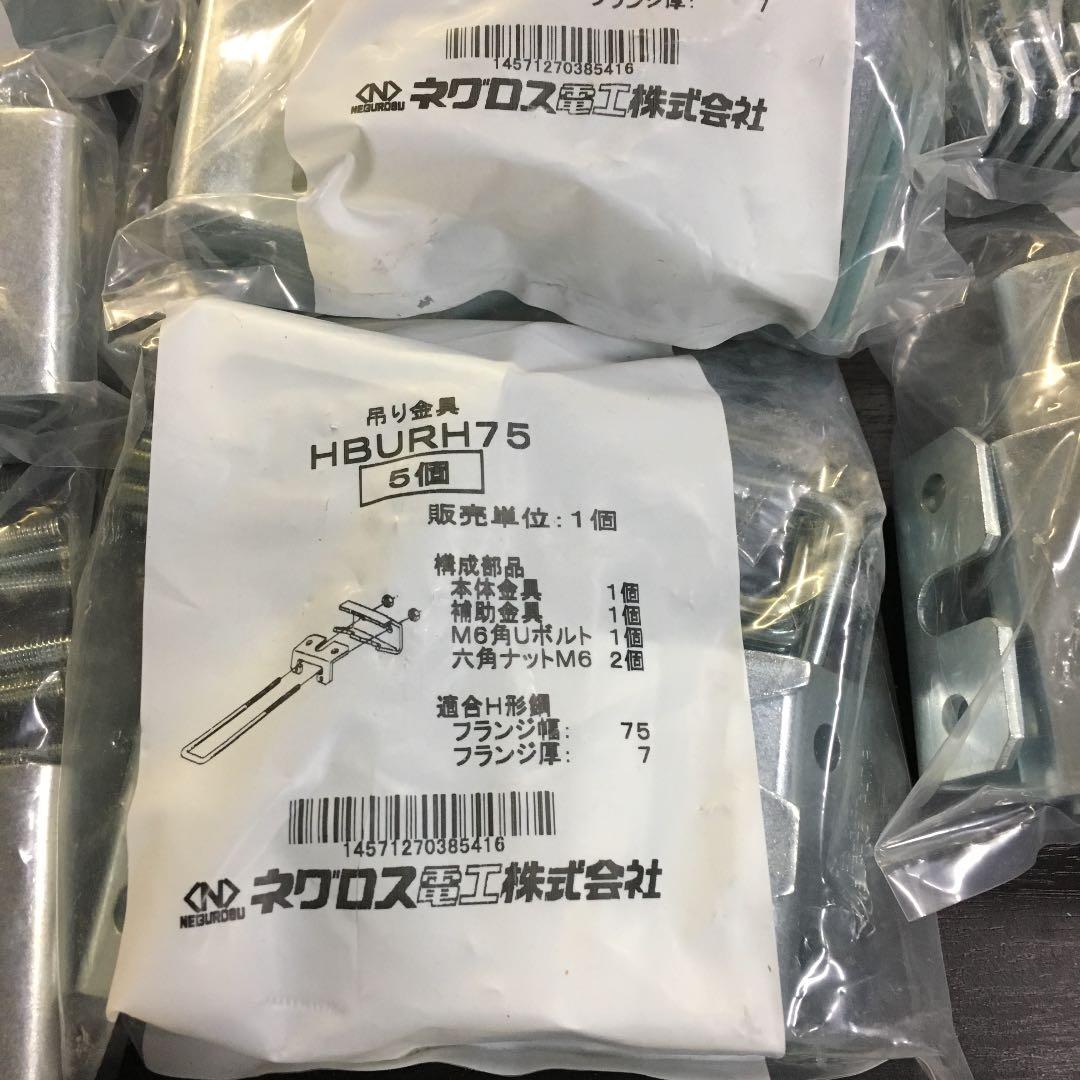 フランジ厚: 7
14571270385416
NEGUROSU ネグロス電工株式会社
吊り金具
HBURH75
5個
販売単位:1個
構成部品
本体金具 1個
補助金具 1個
M6角Uボルト 1個
六角ナットM6 2個
適合H形鋼
フランジ幅: 75
フランジ厚: 7
14571270385416
NEGUROSU ネグロス電工株式会社